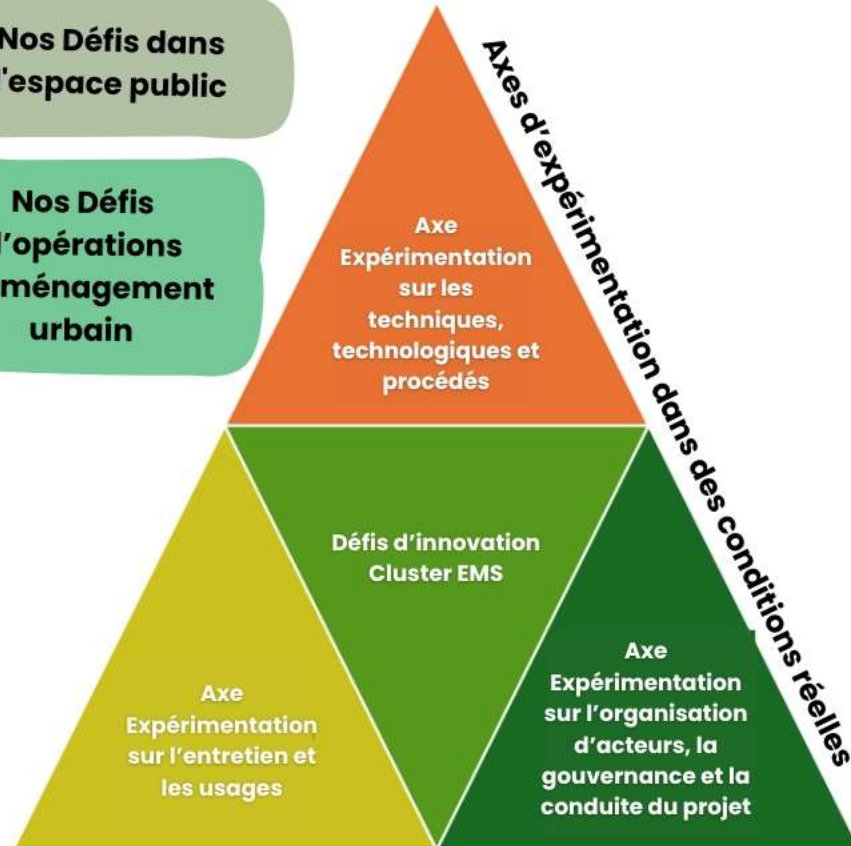 Nos Défis dans
l'espace public
Nos Défis
l'opérations
ménagement
urbain
Axes d'expérimentation dans des conditions réelles
Axe
Expérimentation
sur les
techniques,
technologiques et
procédés
Défis d'innovation
Cluster EMS
Axe
Expérimentation
sur l'entretien et
les usages
Axe
Expérimentation
sur l'organisation
d'acteurs, la
gouvernance et la
conduite du projet